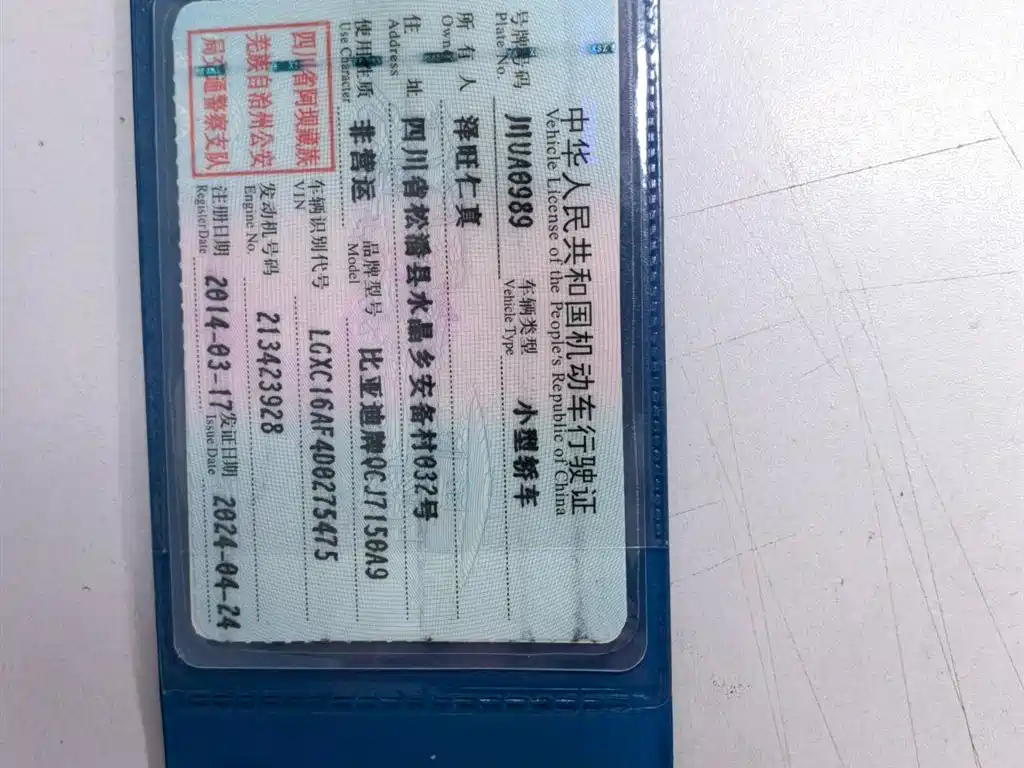 中华人民共和国机动车行驶证
Vehicle License of the People's Republic of China
号牌号码 川UA0989 车辆类型 小型轿车
Plate No. Vehicle Type
所有人 泽旺仁真
Owner
住址 四川省松潘县水晶乡安备村032号
Address
使用性质 非营运 品牌型号 比亚迪牌QCJ7150A9
Use Character Model
车辆识别代号 LGXC16AF4D0275475
VIN
发动机号码 213423928
Engine No.
注册日期 2014-03-17 发证日期 2024-04-24
Register Date Issue Date
四川省阿坝藏族
羌族自治州公安
局交通警察支队